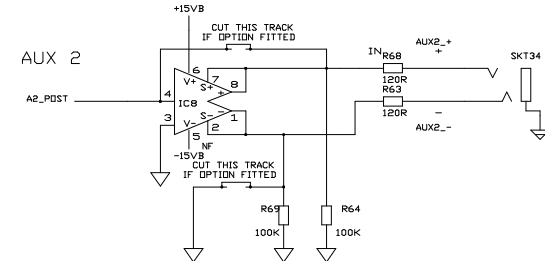 +15VB
CUT THIS TRACK
IF OPTION FITTED
AUX 2
IN
R68
AUX2_+
+
SKT34
120R
6
V+
S+
7
8
+
A2_POST
4
IC8
R63
120R
-
AUX2_-
3
S-
-
1
V-
2
5
NF
-15VB
CUT THIS TRACK
IF OPTION FITTED
R69
100K
R64
100K